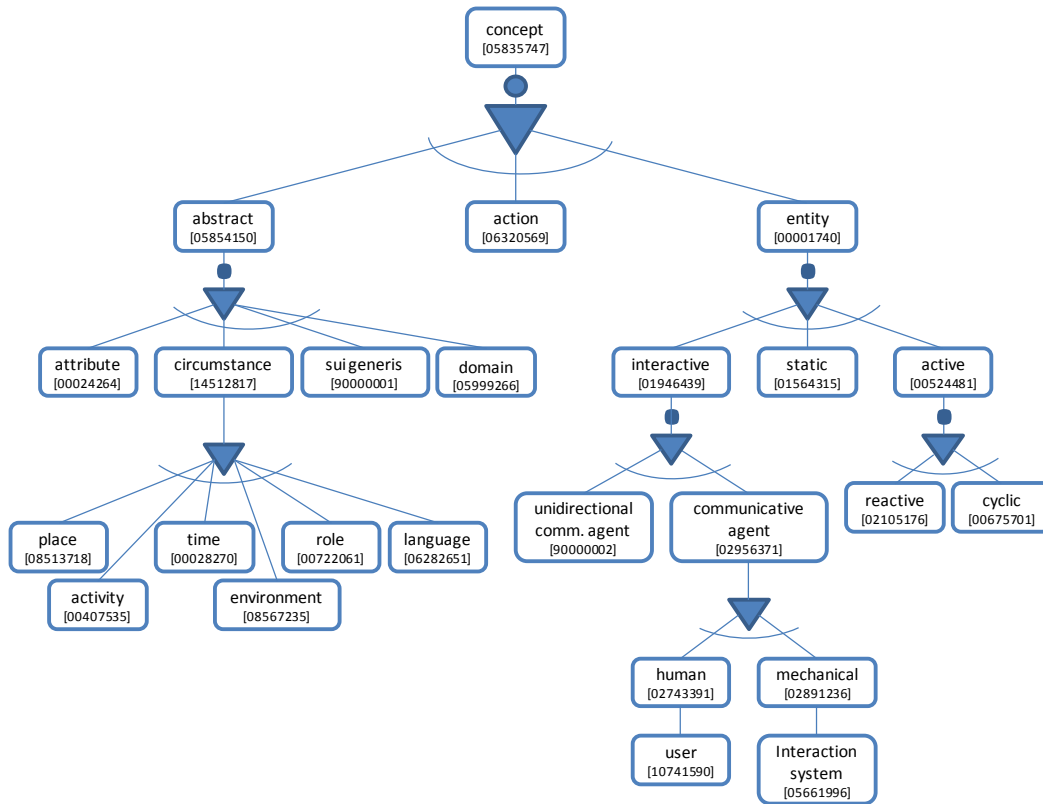 concept
[05835747]
abstract
[05854150]
action
[06320569]
entity
[00001740]
attribute
[00024264]
circumstance
[14512817]
sui generis
[90000001]
domain
[05999266]
interactive
[01946439]
static
[01564315]
active
[00524481]
place
[08513718]
time
[00028270]
role
[00722061]
language
[06282651]
activity
[00407535]
environment
[08567235]
unidirectional
comm. agent
[90000002]
communicative
agent
[02956371]
reactive
[02105176]
cyclic
[00675701]
human
[02743391]
mechanical
[02891236]
user
[10741590]
Interaction
system
[05661996]